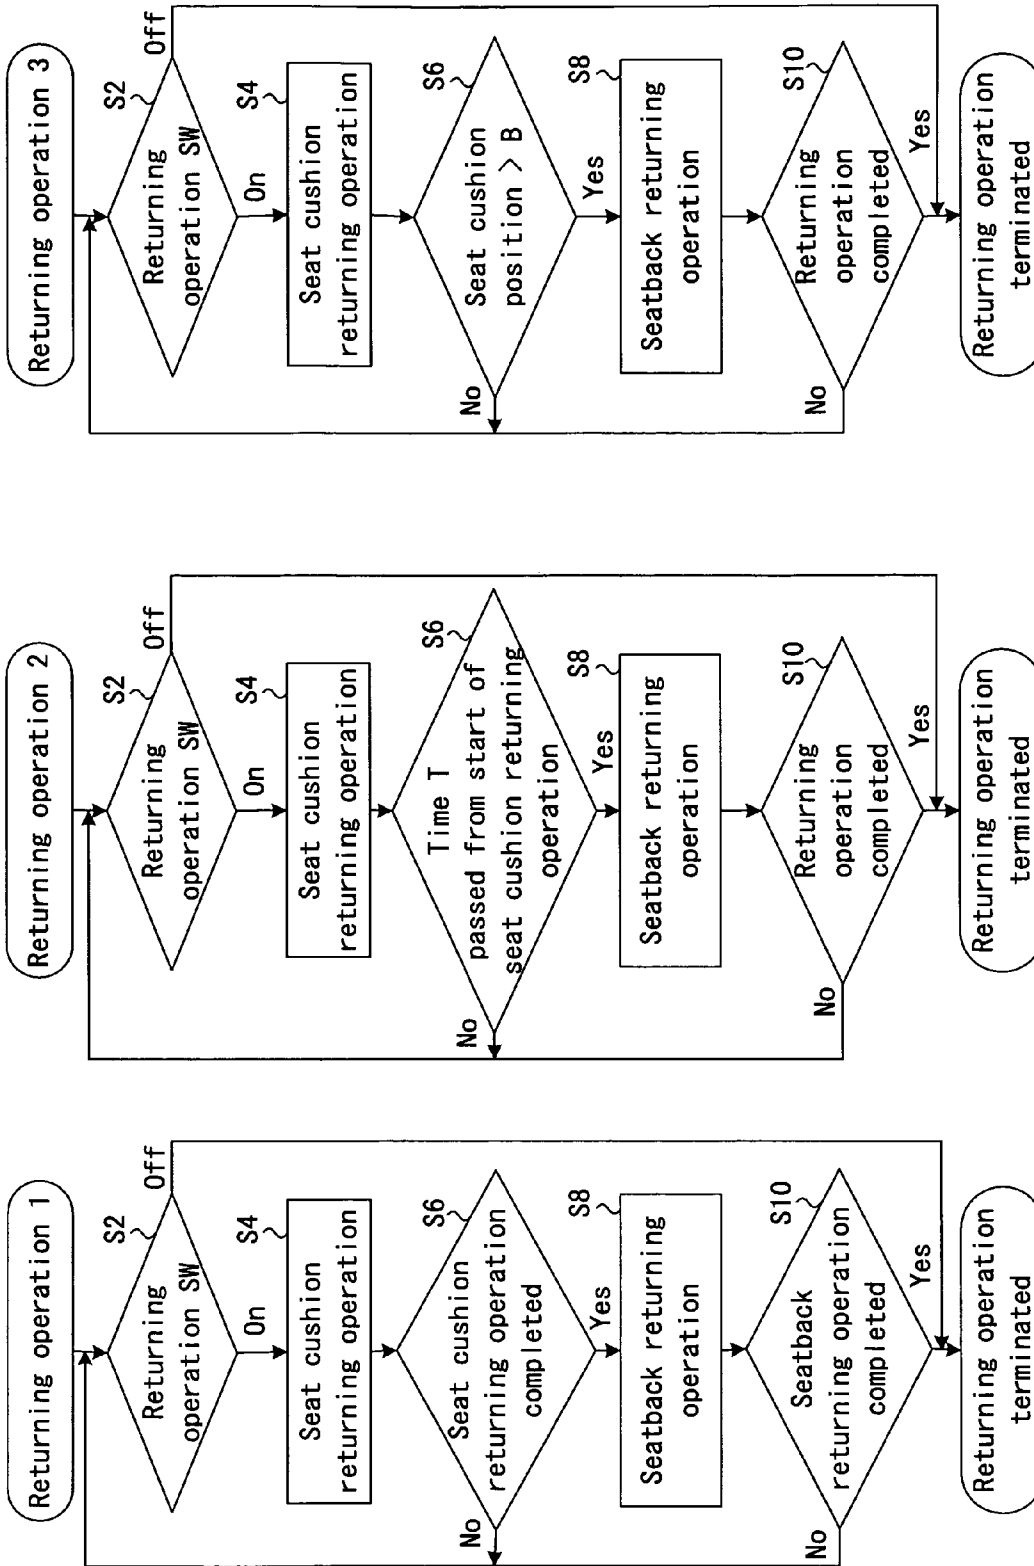 Returning operation 1
S2
Returning
operation SW
Off
On
S4
Seat cushion
returning operation
S6
Seat cushion
returning operation
completed
No
Yes
S8
Seatback returning
operation
S10
Seatback
returning operation
completed
No
Yes
Returning operation
terminated
Returning operation 2
S2
Returning
operation SW
Off
On
S4
Seat cushion
returning operation
S6
Time T
passed from start of
seat cushion returning
operation
No
Yes
S8
Seatback returning
operation
S10
Returning
operation
completed
No
Yes
Returning operation
terminated
Returning operation 3
S2
Returning
operation SW
Off
On
S4
Seat cushion
returning operation
S6
Seat cushion
position > B
No
Yes
S8
Seatback returning
operation
S10
Returning
operation
completed
No
Yes
Returning operation
terminated